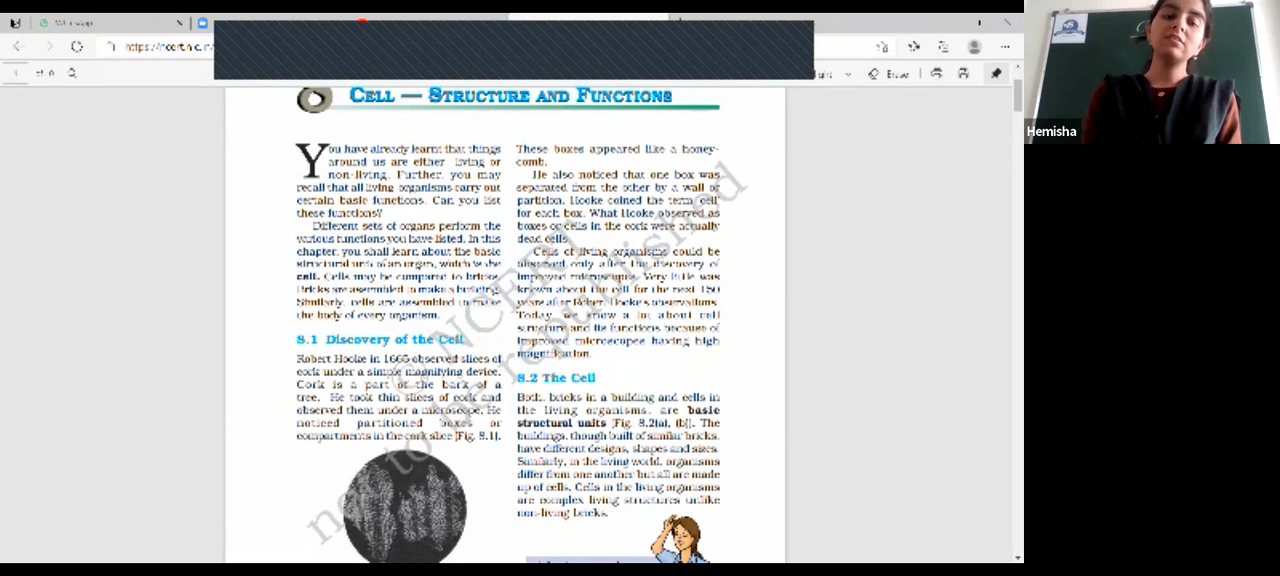 WhatsApp
https://ncert.nic.in/
1
of 6
Erase
CELL — STRUCTURE AND FUNCTIONS
You have already learnt that things
around us are either living or
non-living. Further, you may
recall that all living organisms carry out
certain basic functions. Can you list
these functions?
Different sets of organs perform the
various functions you have listed. In this
chapter, you shall learn about the basic
structural unit of an organ, which is the
cell. Cells may be compared to bricks.
Bricks are assembled to make a building.
Similarly, cells are assembled to make
the body of every organism.
8.1 Discovery of the Cell
Robert Hooke in 1665 observed slices of
cork under a simple magnifying device.
Cork is a part of the bark of a
tree. He took thin slices of cork and
observed them under a microscope. He
noticed partitioned boxes or
compartments in the cork slice (Fig. 8.1).
These boxes appeared like a honey-
comb.
He also noticed that one box was
separated from the other by a wall or
partition. Hooke coined the term cell
for each box. What Hooke observed as
boxes or cells in the cork were actually
dead cells.
Cells of living organisms could be
observed only after the discovery of
improved microscopes. Very little was
known about the cell for the next 150
years after Robert Hooke's observations.
Today, we know a lot about cell
structure and its functions because of
improved microscopes having high
magnification.
8.2 The Cell
Both, bricks in a building and cells in
the living organisms, are basic
structural units [Fig. 8.2(a), (b)]. The
buildings, though built of similar bricks,
have different designs, shapes and sizes.
Similarly, in the living world, organisms
differ from one another but all are made
up of cells. Cells in the living organisms
are complex living structures unlike
non-living bricks.
© NCERT
not to be republished
Hemisha